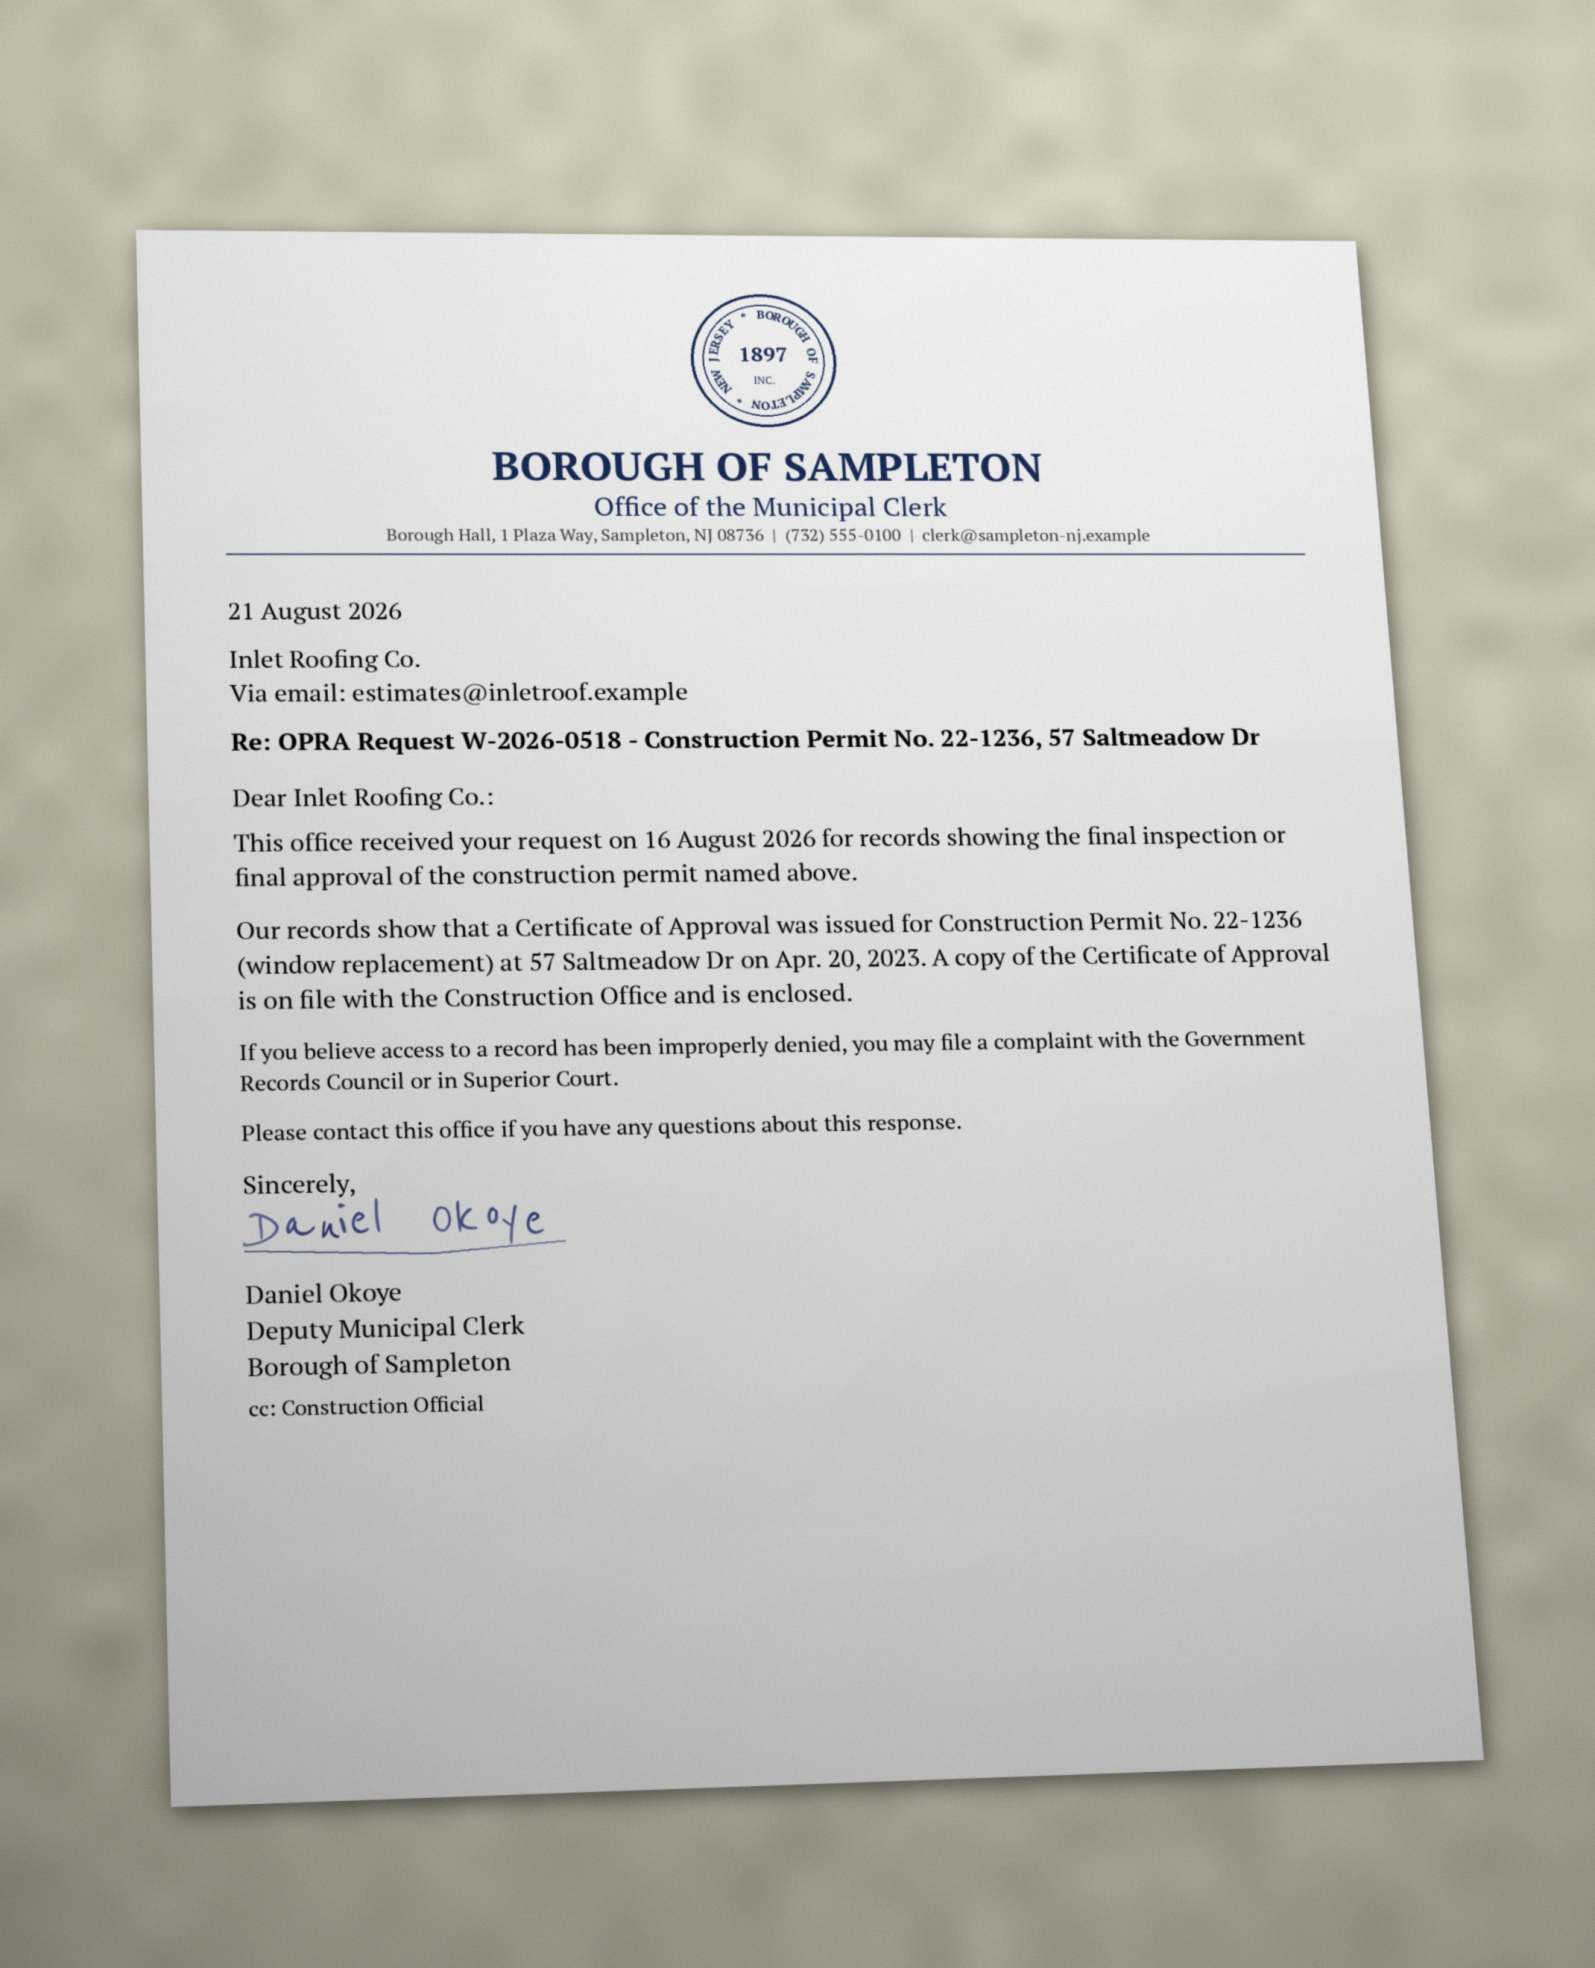 * BOROUGH OF SAMPLETON * NEW JERSEY
1897
INC.
BOROUGH OF SAMPLETON
Office of the Municipal Clerk
Borough Hall, 1 Plaza Way, Sampleton, NJ 08736 | (732) 555-0100 | clerk@sampleton-nj.example
21 August 2026
Inlet Roofing Co.
Via email: estimates@inletroof.example
Re: OPRA Request W-2026-0518 - Construction Permit No. 22-1236, 57 Saltmeadow Dr
Dear Inlet Roofing Co.:
This office received your request on 16 August 2026 for records showing the final inspection or
final approval of the construction permit named above.
Our records show that a Certificate of Approval was issued for Construction Permit No. 22-1236
(window replacement) at 57 Saltmeadow Dr on Apr. 20, 2023. A copy of the Certificate of Approval
is on file with the Construction Office and is enclosed.
If you believe access to a record has been improperly denied, you may file a complaint with the Government
Records Council or in Superior Court.
Please contact this office if you have any questions about this response.
Sincerely,
Daniel Okoye
Daniel Okoye
Deputy Municipal Clerk
Borough of Sampleton
cc: Construction Official